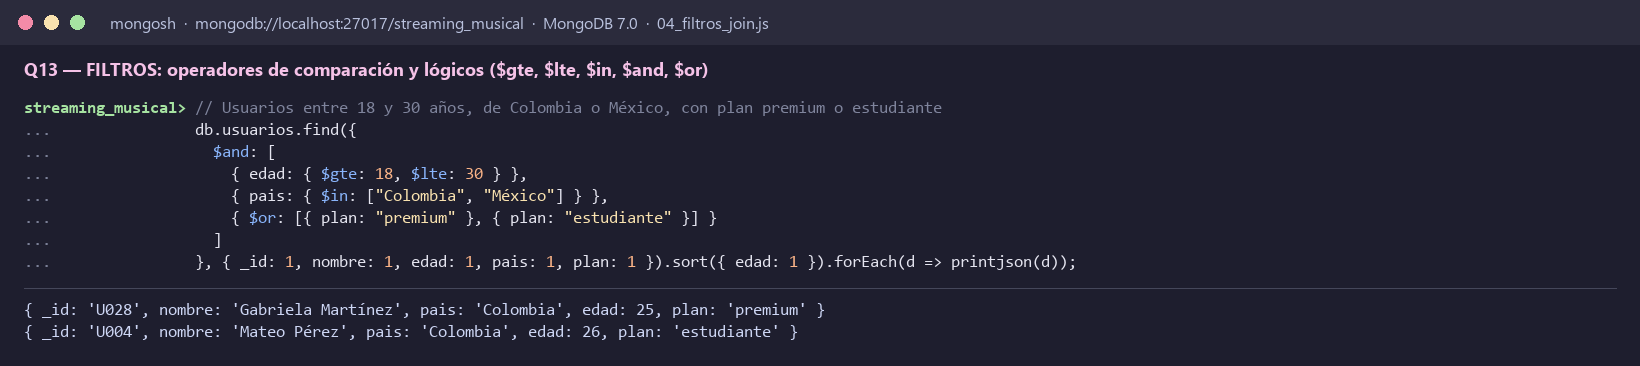 mongosh · mongodb://localhost:27017/streaming_musical · MongoDB 7.0 · 04_filtros_join.js
Q13 — FILTROS: operadores de comparación y lógicos ($gte, $lte, $in, $and, $or)
streaming_musical> // Usuarios entre 18 y 30 años, de Colombia o México, con plan premium o estudiante
... db.usuarios.find({
... $and: [
... { edad: { $gte: 18, $lte: 30 } },
... { pais: { $in: ["Colombia", "México"] } },
... { $or: [{ plan: "premium" }, { plan: "estudiante" }] }
... ]
... }, { _id: 1, nombre: 1, edad: 1, pais: 1, plan: 1 }).sort({ edad: 1 }).forEach(d => printjson(d));
{ _id: 'U028', nombre: 'Gabriela Martínez', pais: 'Colombia', edad: 25, plan: 'premium' }
{ _id: 'U004', nombre: 'Mateo Pérez', pais: 'Colombia', edad: 26, plan: 'estudiante' }